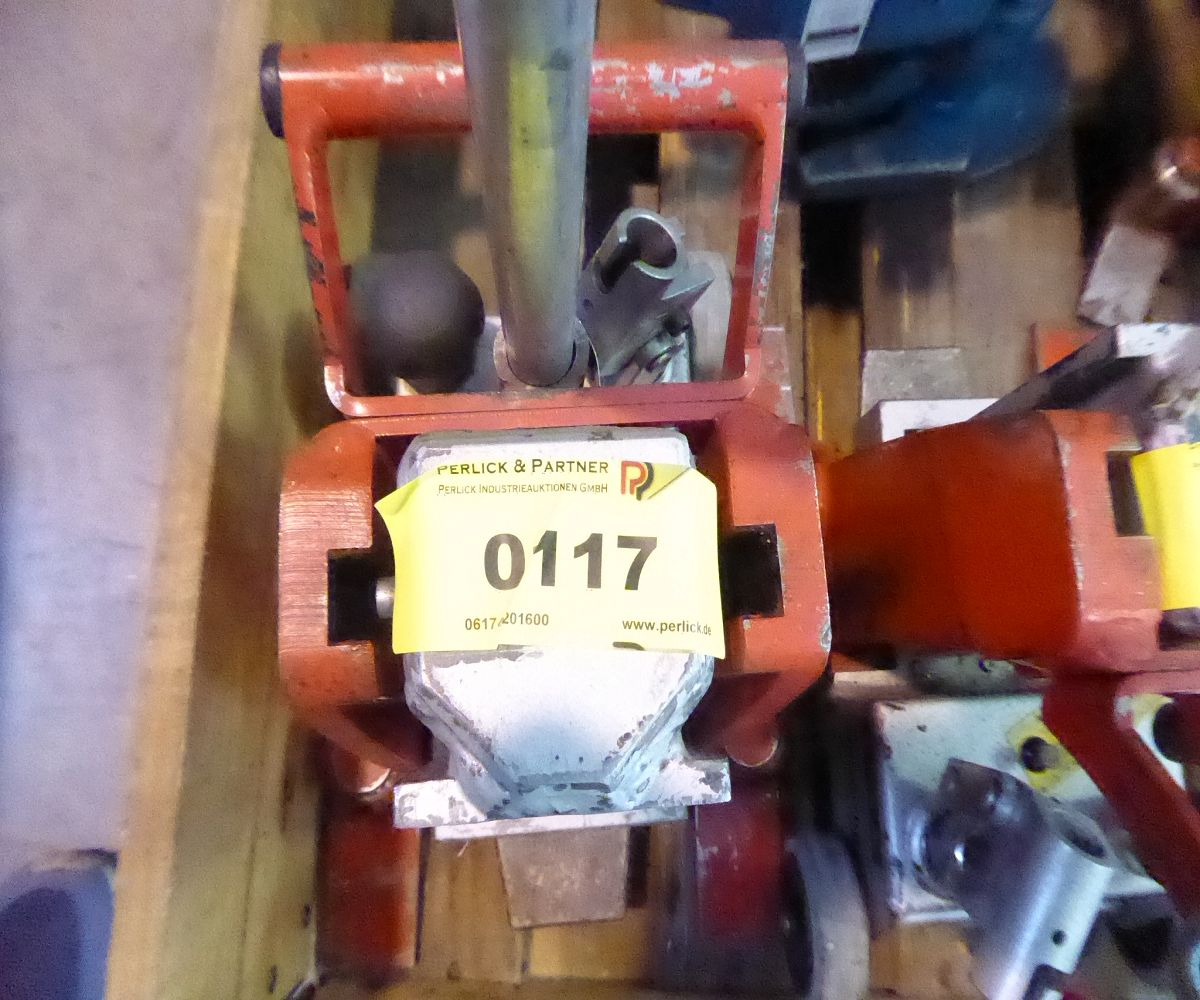 PERLICK & PARTNER
PERLICK INDUSTRIEAUKTIONEN GMBH
0117
www.perlick.de